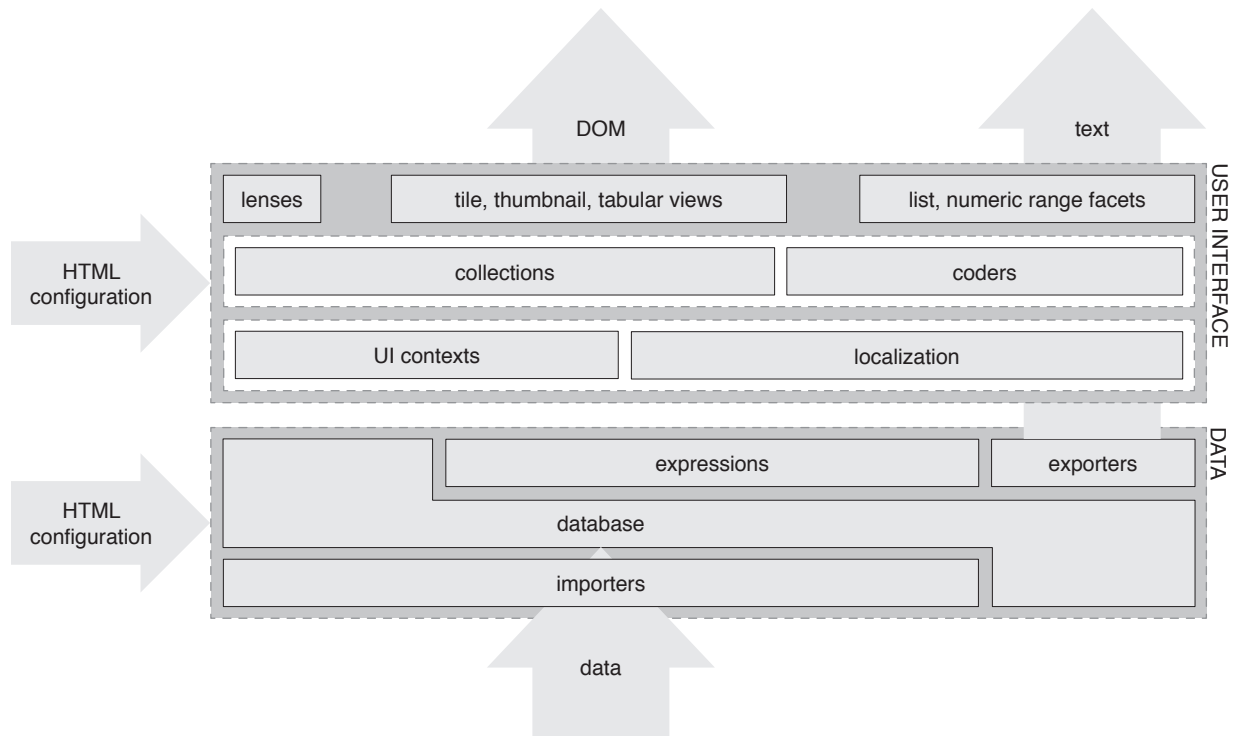 DOM
text
USER INTERFACE
lenses
tile, thumbnail, tabular views
list, numeric range facets
HTML
configuration
collections
coders
UI contexts
localization
DATA
expressions
exporters
HTML
configuration
database
importers
data